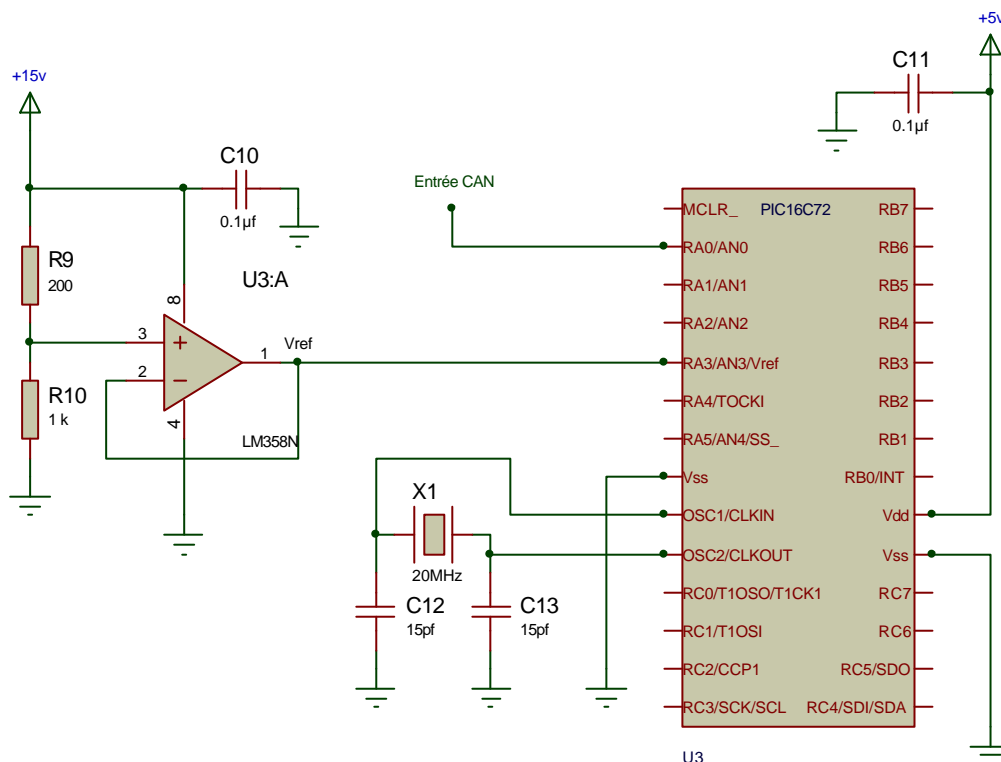 +5v
C11
0.1µf
+15v
C10
0.1µf
Entrée CAN
R9
200
U3:A
8
3
2
1
4
Vref
LM358N
R10
1 k
X1
20MHz
C12
15pf
C13
15pf
PIC16C72
MCLR_
RA0/AN0
RA1/AN1
RA2/AN2
RA3/AN3/Vref
RA4/TOCKI
RA5/AN4/SS_
Vss
OSC1/CLKIN
OSC2/CLKOUT
RC0/T1OSO/T1CK1
RC1/T1OSI
RC2/CCP1
RC3/SCK/SCL
RB7
RB6
RB5
RB4
RB3
RB2
RB1
RB0/INT
Vdd
Vss
RC7
RC6
RC5/SDO
RC4/SDI/SDA
U3